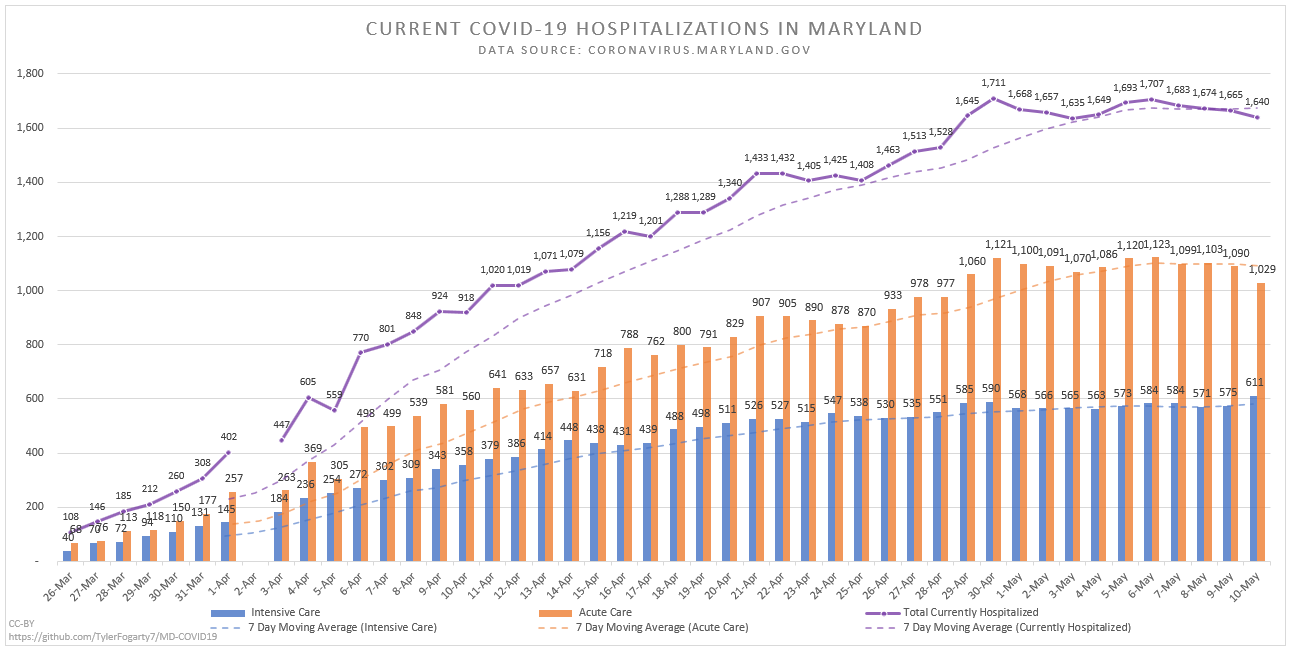 CURRENT COVID-19 HOSPITALIZATIONS IN MARYLAND
DATA SOURCE: CORONAVIRUS.MARYLAND.GOV
1,800
1,600
1,400
1,200
1,000
800
600
400
200
-
108 146 185 212 260 308 402 447 605 559 770 801 848 924 918 1,020 1,019 1,071 1,079 1,156 1,219 1,201 1,288 1,289 1,340 1,433 1,432 1,405 1,425 1,408 1,463 1,513 1,528 1,645 1,711 1,668 1,657 1,635 1,649 1,693 1,707 1,683 1,674 1,665 1,640
68 76 113 118 150 177 257 263 369 305 498 499 539 581 560 641 633 657 631 718 788 762 800 791 829 907 905 890 878 870 933 978 977 1,060 1,121 1,100 1,091 1,070 1,086 1,120 1,123 1,099 1,103 1,090 1,029
40 70 72 94 110 131 145 184 236 254 272 302 309 343 358 379 386 414 448 438 431 439 488 498 511 526 527 515 547 538 530 535 551 585 590 568 566 565 563 573 584 584 571 575 611
26-Mar 27-Mar 28-Mar 29-Mar 30-Mar 31-Mar 1-Apr 2-Apr 3-Apr 4-Apr 5-Apr 6-Apr 7-Apr 8-Apr 9-Apr 10-Apr 11-Apr 12-Apr 13-Apr 14-Apr 15-Apr 16-Apr 17-Apr 18-Apr 19-Apr 20-Apr 21-Apr 22-Apr 23-Apr 24-Apr 25-Apr 26-Apr 27-Apr 28-Apr 29-Apr 30-Apr 1-May 2-May 3-May 4-May 5-May 6-May 7-May 8-May 9-May 10-May
Intensive Care Acute Care Total Currently Hospitalized
7 Day Moving Average (Intensive Care) 7 Day Moving Average (Acute Care) 7 Day Moving Average (Currently Hospitalized)
CC-BY
https://github.com/TylerFogarty7/MD-COVID19